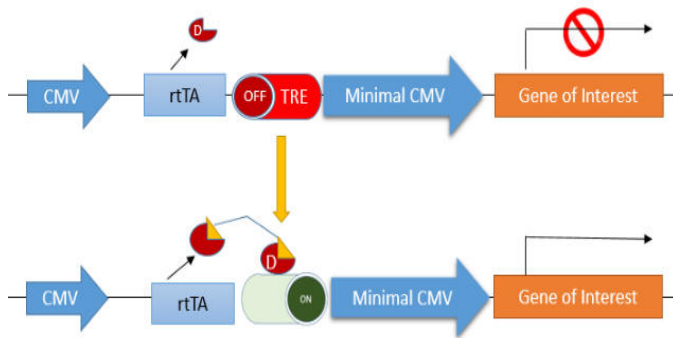 D
CMV
rtTA
OFF
TRE
Minimal CMV
Gene of Interest
D
CMV
rtTA
ON
Minimal CMV
Gene of Interest